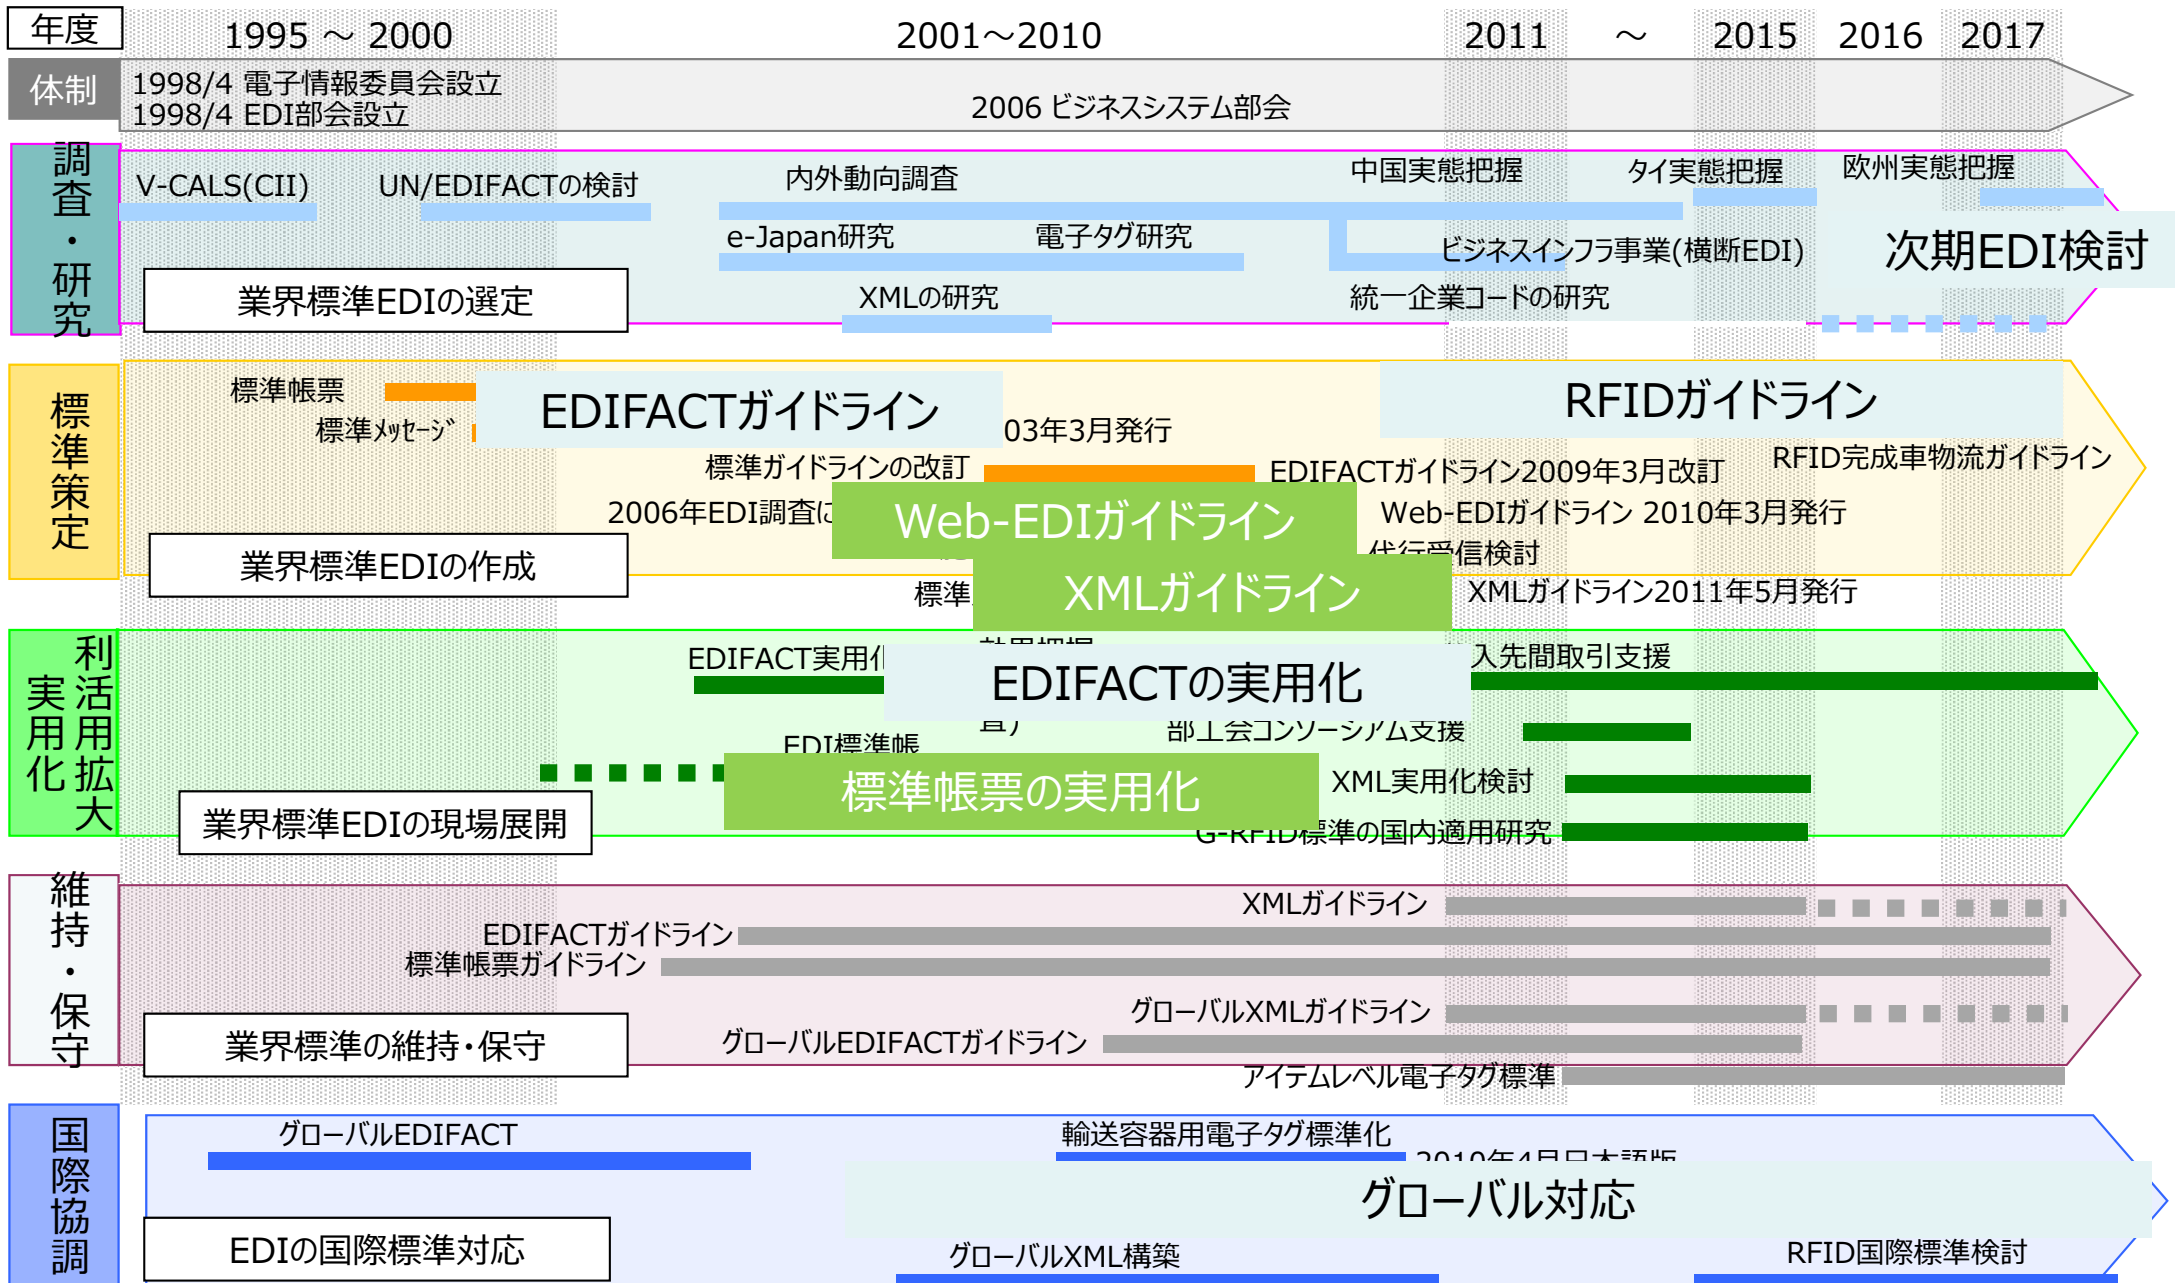 年度
1995 ～ 2000
2001～2010
2011
～
2015
2016
2017
体制
1998/4 電子情報委員会設立
1998/4 EDI部会設立
2006 ビジネスシステム部会
調査・研究
V-CALS(CII)
UN/EDIFACTの検討
内外動向調査
中国実態把握
タイ実態把握
欧州実態把握
e-Japan研究
電子タグ研究
ビジネスインフラ事業(横断EDI)
次期EDI検討
業界標準EDIの選定
XMLの研究
統一企業コードの研究
標準策定
標準帳票
EDIFACTガイドライン
RFIDガイドライン
標準ﾒｯｾｰｼﾞ
03年3月発行
標準ガイドラインの改訂
EDIFACTガイドライン2009年3月改訂
RFID完成車物流ガイドライン
2006年EDI調査に
Web-EDIガイドライン
Web-EDIガイドライン 2010年3月発行
代行受信検討
業界標準EDIの作成
標準
XMLガイドライン
XMLガイドライン2011年5月発行
利活用拡大
実用化
EDIFACT実用化
EDIFACTの実用化
入先間取引支援
部工会コンソーシアム支援
EDI標準帳
標準帳票の実用化
XML実用化検討
業界標準EDIの現場展開
G-RFID標準の国内適用研究
維持・保守
XMLガイドライン
EDIFACTガイドライン
標準帳票ガイドライン
グローバルXMLガイドライン
業界標準の維持・保守
グローバルEDIFACTガイドライン
アイテムレベル電子タグ標準
国際協調
グローバルEDIFACT
輸送容器用電子タグ標準化
2010年4月日本語版
グローバル対応
EDIの国際標準対応
グローバルXML構築
RFID国際標準検討